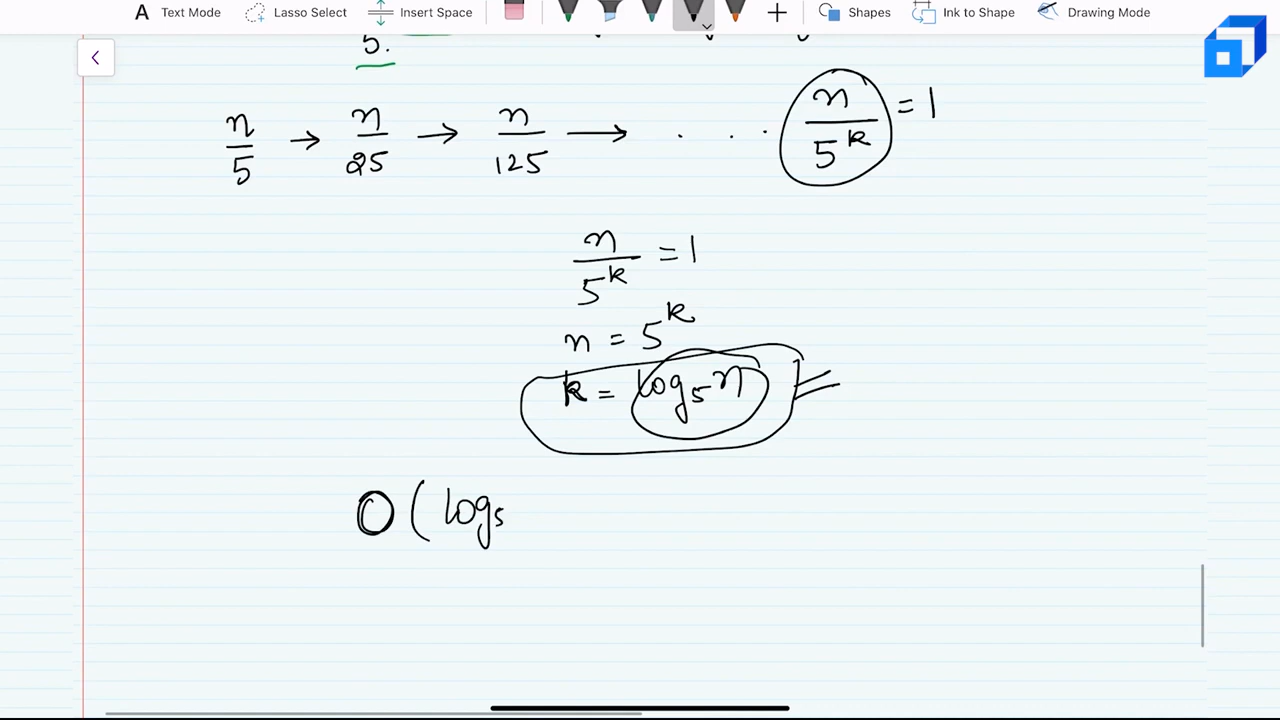 A Text Mode Lasso Select Insert Space Shapes Ink to Shape Drawing Mode
5.
n/5 → n/25 → n/125 → . . . n/5^k = 1
n/5^k = 1
n = 5^k
k = log₅n
O ( log₅